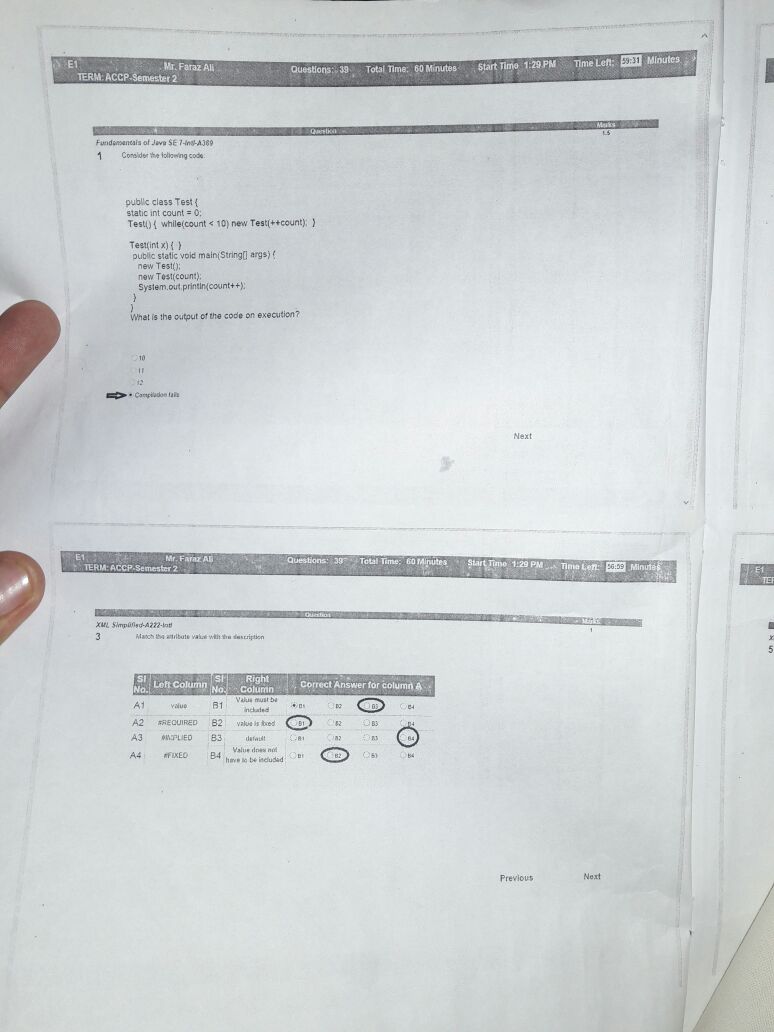 E1 Mr. Faraz Ali Questions: 39 Total Time: 60 Minutes Start Time 1:29 PM Time Left: 59:31 Minutes
TERM: ACCP-Semester 2
Question Marks
Fundamentals of Java SE 7-Intl-A369 1.5
1 Consider the following code:
public class Test {
static int count = 0;
Test() { while(count < 10) new Test(++count); }
Test(int x) { }
public static void main(String[] args) {
new Test();
new Test(count);
System.out.println(count++);
}
}
What is the output of the code on execution?
10
11
12
Compilation fails
Next
E1 Mr. Faraz Ali Questions: 39 Total Time: 60 Minutes Start Time 1:29 PM Time Left: 56:59 Minutes
TERM: ACCP-Semester 2
Question Marks
XML Simplified-A222-Intl 1
3 Match the attribute value with the description
Sl No. Left Column Sl No. Right Column Correct Answer for column A
A1 value B1 Value must be included B1 B2 B3 B4
A2 #REQUIRED B2 value is fixed B1 B2 B3 B4
A3 #IMPLIED B3 default B1 B2 B3 B4
A4 #FIXED B4 Value does not have to be included B1 B2 B3 B4
Previous Next
E1
5